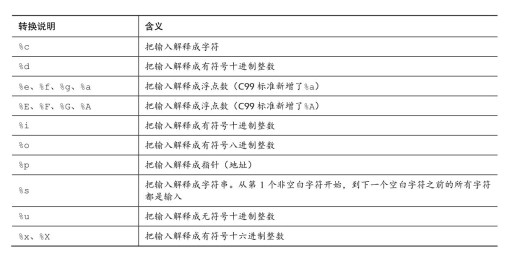 转换说明 含义
%c 把输入解释成字符
%d 把输入解释成有符号十进制整数
%e、%f、%g、%a 把输入解释成浮点数（C99 标准新增了%a）
%E、%F、%G、%A 把输入解释成浮点数（C99 标准新增了%A）
%i 把输入解释成有符号十进制整数
%o 把输入解释成有符号八进制整数
%p 把输入解释成指针（地址）
%s 把输入解释成字符串。从第 1 个非空白字符开始，到下一个空白字符之前的所有字符
都是输入
%u 把输入解释成无符号十进制整数
%x、%X 把输入解释成有符号十六进制整数